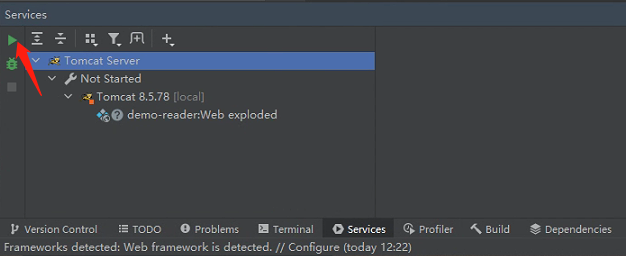 Services
Tomcat Server
Not Started
Tomcat 8.5.78 [local]
demo-reader:Web exploded
Version Control TODO Problems Terminal Services Profiler Build Dependencies
Frameworks detected: Web framework is detected. // Configure (today 12:22)